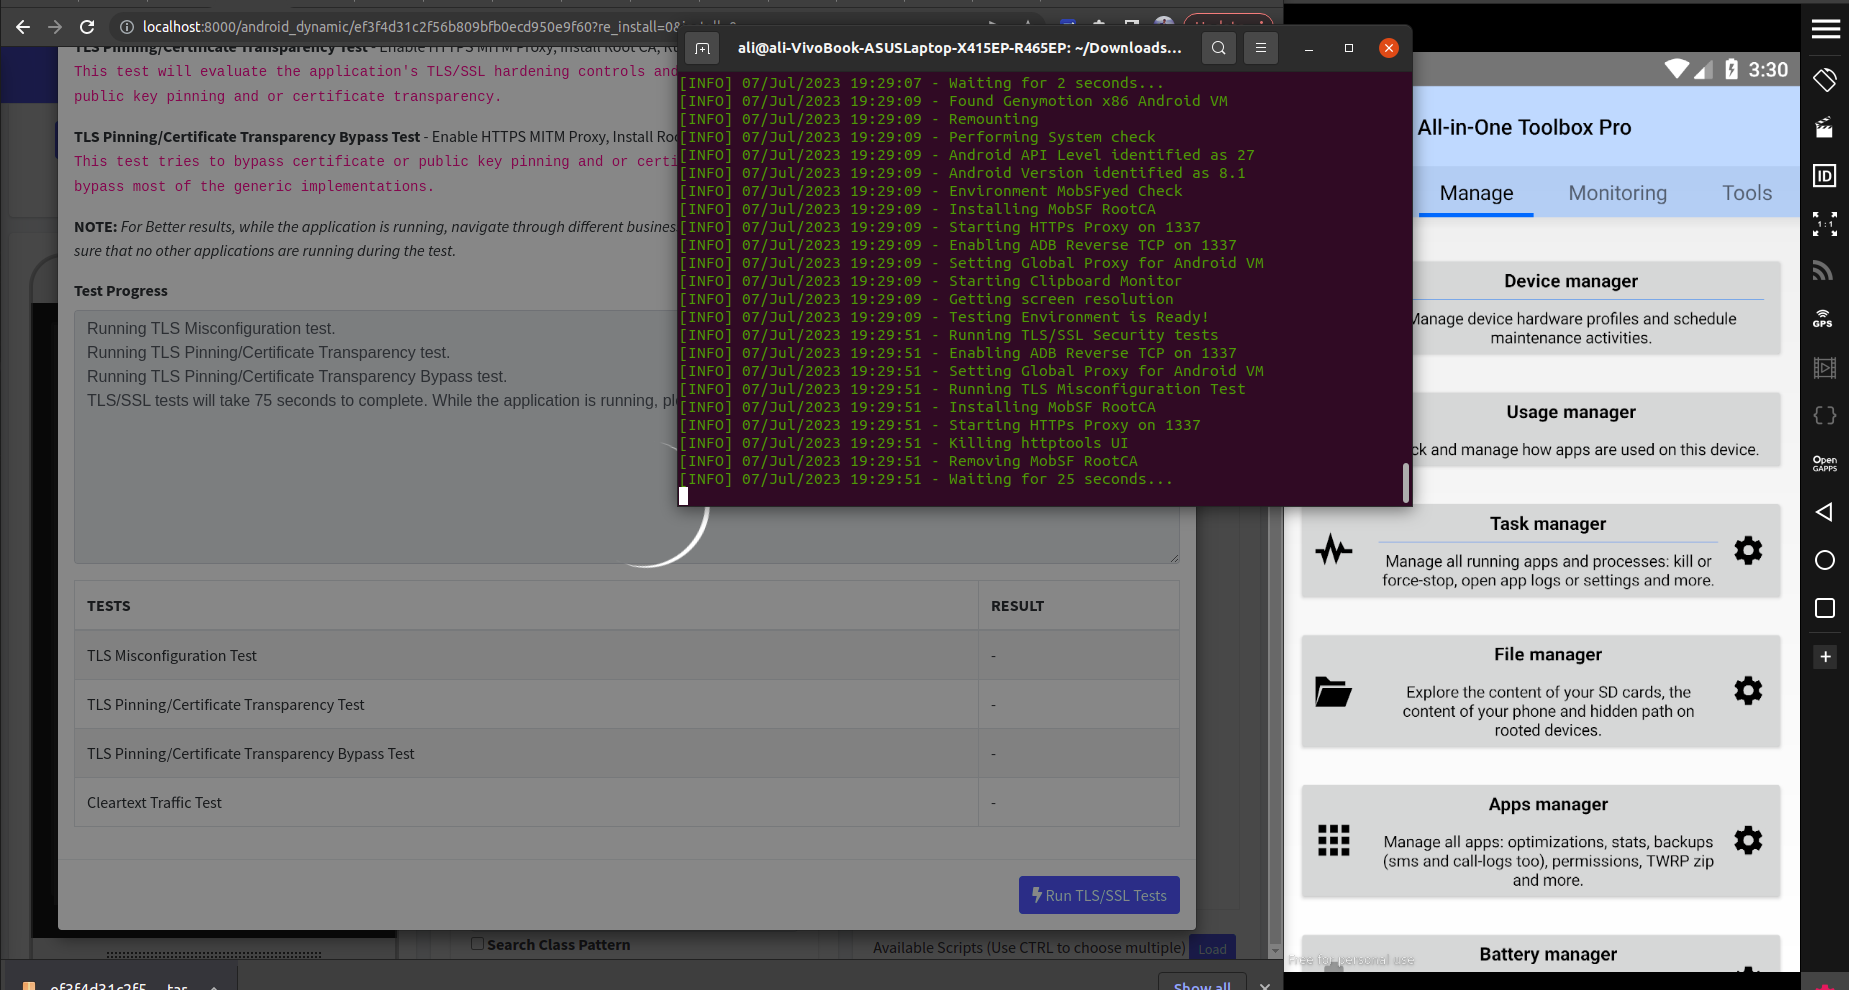 localhost:8000/android_dynamic/ef3f4d31c2f56b809bfb0ecd950e9f60?re_install=0&
TLS Pinning/Certificate Transparency Test - Enable HTTPS MITM Proxy, Install Root CA, Ru
This test will evaluate the application's TLS/SSL hardening controls and
public key pinning and or certificate transparency.
TLS Pinning/Certificate Transparency Bypass Test - Enable HTTPS MITM Proxy, Install Roo
This test tries to bypass certificate or public key pinning and or certi
bypass most of the generic implementations.
NOTE: For Better results, while the application is running, navigate through different busines
sure that no other applications are running during the test.
Test Progress
Running TLS Misconfiguration test.
Running TLS Pinning/Certificate Transparency test.
Running TLS Pinning/Certificate Transparency Bypass test.
TLS/SSL tests will take 75 seconds to complete. While the application is running, pl
TESTS RESULT
TLS Misconfiguration Test -
TLS Pinning/Certificate Transparency Test -
TLS Pinning/Certificate Transparency Bypass Test -
Cleartext Traffic Test -
Run TLS/SSL Tests
Search Class Pattern
Available Scripts (Use CTRL to choose multiple) Load
Show all
ali@ali-VivoBook-ASUSLaptop-X415EP-R465EP: ~/Downloads...
[INFO] 07/Jul/2023 19:29:07 - Waiting for 2 seconds...
[INFO] 07/Jul/2023 19:29:09 - Found Genymotion x86 Android VM
[INFO] 07/Jul/2023 19:29:09 - Remounting
[INFO] 07/Jul/2023 19:29:09 - Performing System check
[INFO] 07/Jul/2023 19:29:09 - Android API Level identified as 27
[INFO] 07/Jul/2023 19:29:09 - Android Version identified as 8.1
[INFO] 07/Jul/2023 19:29:09 - Environment MobSFyed Check
[INFO] 07/Jul/2023 19:29:09 - Installing MobSF RootCA
[INFO] 07/Jul/2023 19:29:09 - Starting HTTPs Proxy on 1337
[INFO] 07/Jul/2023 19:29:09 - Enabling ADB Reverse TCP on 1337
[INFO] 07/Jul/2023 19:29:09 - Setting Global Proxy for Android VM
[INFO] 07/Jul/2023 19:29:09 - Starting Clipboard Monitor
[INFO] 07/Jul/2023 19:29:09 - Getting screen resolution
[INFO] 07/Jul/2023 19:29:09 - Testing Environment is Ready!
[INFO] 07/Jul/2023 19:29:51 - Running TLS/SSL Security tests
[INFO] 07/Jul/2023 19:29:51 - Enabling ADB Reverse TCP on 1337
[INFO] 07/Jul/2023 19:29:51 - Setting Global Proxy for Android VM
[INFO] 07/Jul/2023 19:29:51 - Running TLS Misconfiguration Test
[INFO] 07/Jul/2023 19:29:51 - Installing MobSF RootCA
[INFO] 07/Jul/2023 19:29:51 - Starting HTTPs Proxy on 1337
[INFO] 07/Jul/2023 19:29:51 - Killing httptools UI
[INFO] 07/Jul/2023 19:29:51 - Removing MobSF RootCA
[INFO] 07/Jul/2023 19:29:51 - Waiting for 25 seconds...
3:30
All-in-One Toolbox Pro
Manage Monitoring Tools
Device manager
Manage device hardware profiles and schedule
maintenance activities.
Usage manager
ck and manage how apps are used on this device.
Task manager
Manage all running apps and processes: kill or
force-stop, open app logs or settings and more.
File manager
Explore the content of your SD cards, the
content of your phone and hidden path on
rooted devices.
Apps manager
Manage all apps: optimizations, stats, backups
(sms and call-logs too), permissions, TWRP zip
and more.
Battery manager
Free for personal use
ID
1:1
GPS
Open
GAPPS